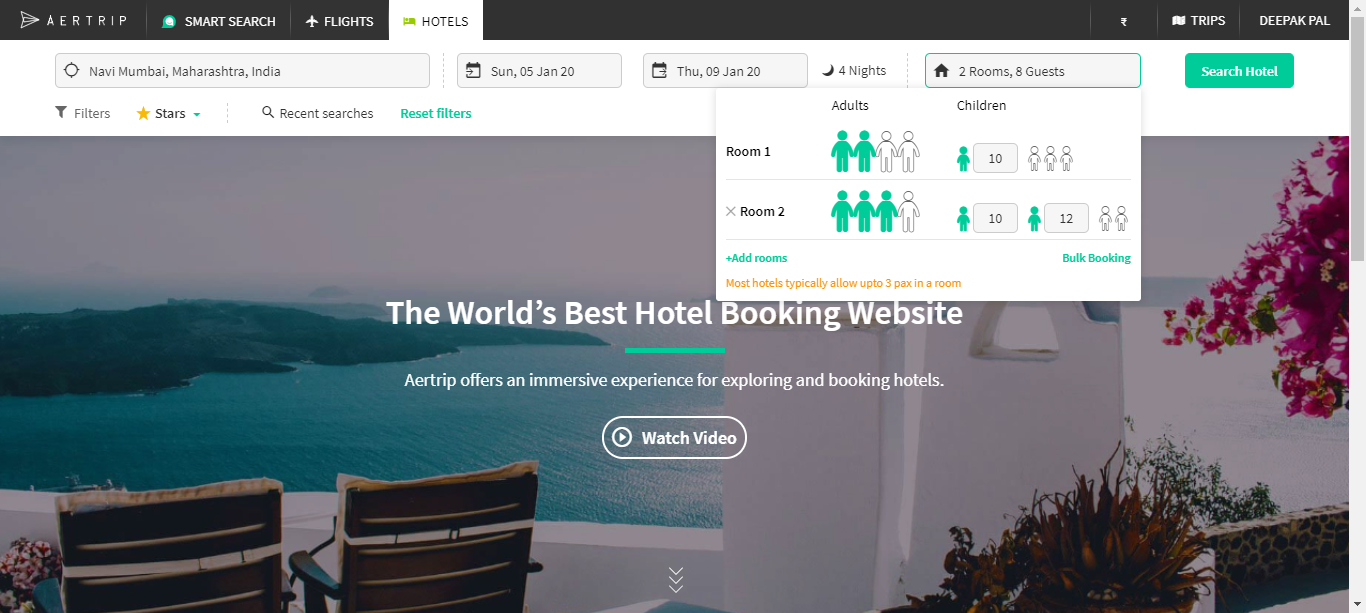 AERTRIP SMART SEARCH FLIGHTS HOTELS ₹ TRIPS DEEPAK PAL
Navi Mumbai, Maharashtra, India Sun, 05 Jan 20 Thu, 09 Jan 20 4 Nights 2 Rooms, 8 Guests Search Hotel
Filters Stars Recent searches Reset filters
Adults Children
Room 1 10
Room 2 10 12
+Add rooms Bulk Booking
Most hotels typically allow upto 3 pax in a room
The World’s Best Hotel Booking Website
Aertrip offers an immersive experience for exploring and booking hotels.
Watch Video